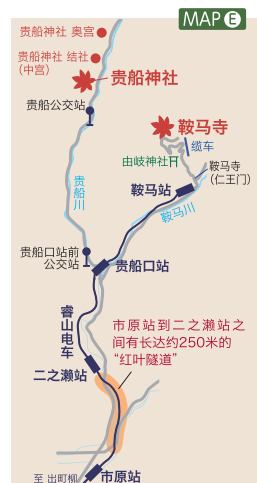 MAP E
贵船神社 奥宫
贵船神社 结社
（中宫）
贵船神社
贵船公交站
鞍马寺
缆车
由岐神社
鞍马寺
（仁王门）
鞍马站
贵船川
鞍马川
贵船口站前
公交站
贵船口站
睿山电车
市原站到二之濑站之
间有长达约250米的
“红叶隧道”
二之濑站
至 出町柳
市原站